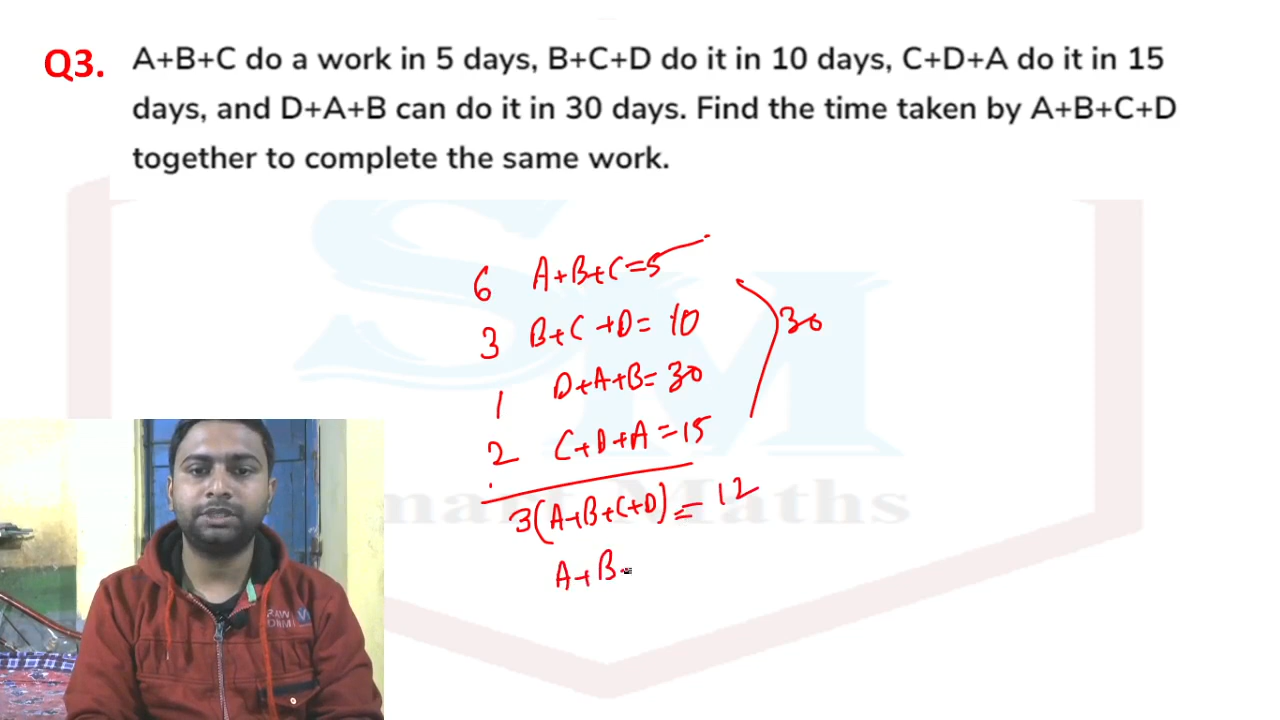 Q3. A+B+C do a work in 5 days, B+C+D do it in 10 days, C+D+A do it in 15
days, and D+A+B can do it in 30 days. Find the time taken by A+B+C+D
together to complete the same work.
6 A+B+C=5
3 B+C+D=10
30
1 D+A+B=30
2 C+D+A=15
3(A+B+C+D)=12
A+B
SM
Maths